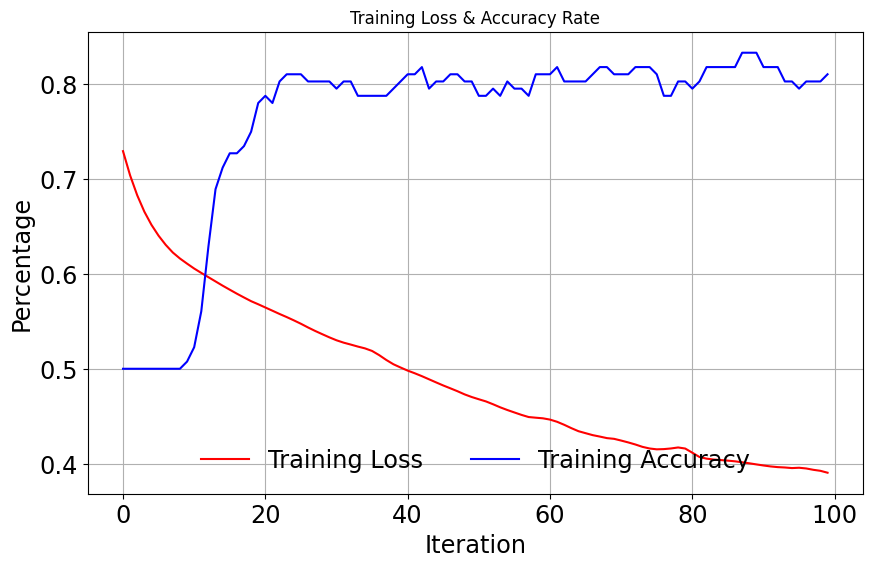 Training Loss & Accuracy Rate
Percentage
0.8
0.7
0.6
0.5
0.4
Training Loss
Training Accuracy
0 20 40 60 80 100
Iteration